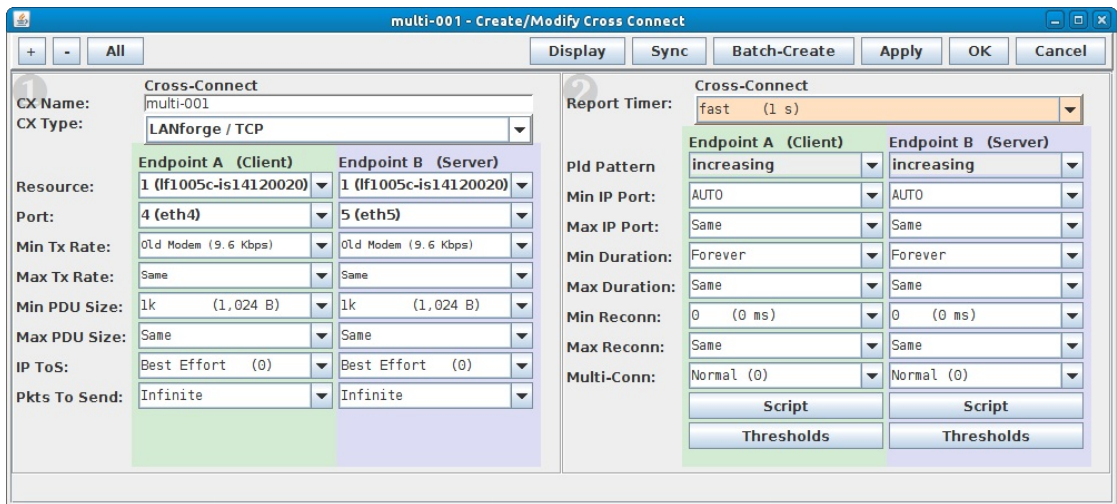 multi-001 - Create/Modify Cross Connect
+ - All Display Sync Batch-Create Apply OK Cancel
1
Cross-Connect
CX Name: multi-001
CX Type: LANforge / TCP
Endpoint A (Client) Endpoint B (Server)
Resource: 1 (lf1005c-is14120020) 1 (lf1005c-is14120020)
Port: 4 (eth4) 5 (eth5)
Min Tx Rate: Old Modem (9.6 Kbps) Old Modem (9.6 Kbps)
Max Tx Rate: Same Same
Min PDU Size: 1k (1,024 B) 1k (1,024 B)
Max PDU Size: Same Same
IP ToS: Best Effort (0) Best Effort (0)
Pkts To Send: Infinite Infinite
2
Cross-Connect
Report Timer: fast (1 s)
Endpoint A (Client) Endpoint B (Server)
Pld Pattern increasing increasing
Min IP Port: AUTO AUTO
Max IP Port: Same Same
Min Duration: Forever Forever
Max Duration: Same Same
Min Reconn: 0 (0 ms) 0 (0 ms)
Max Reconn: Same Same
Multi-Conn: Normal (0) Normal (0)
Script Script
Thresholds Thresholds